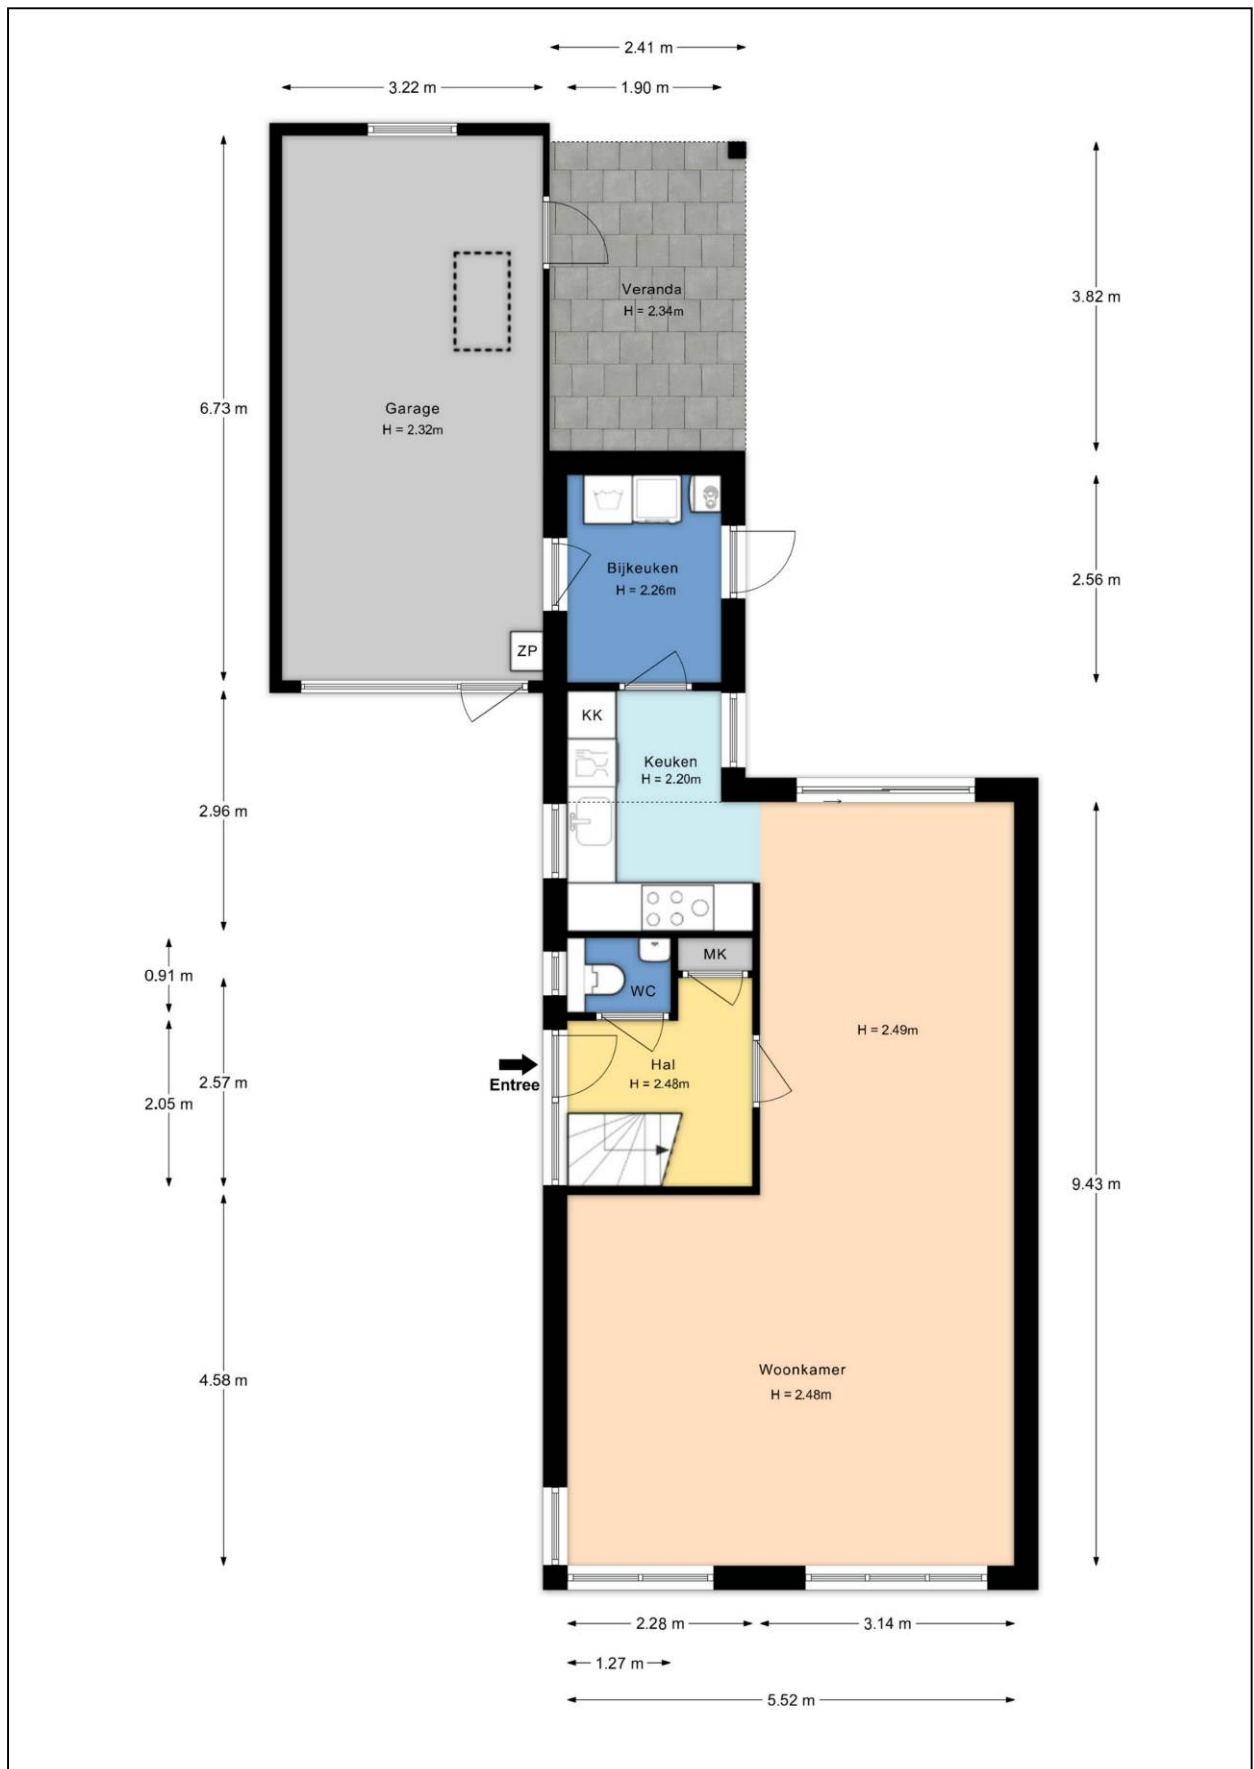 2.41 m
3.22 m
1.90 m
Veranda
H = 2.34m
3.82 m
6.73 m
Garage
H = 2.32m
Bijkeuken
H = 2.26m
2.56 m
ZP
KK
Keuken
H = 2.20m
2.96 m
MK
0.91 m
WC
H = 2.49m
Hal
H = 2.48m
Entree
2.57 m
2.05 m
9.43 m
4.58 m
Woonkamer
H = 2.48m
2.28 m
3.14 m
1.27 m
5.52 m